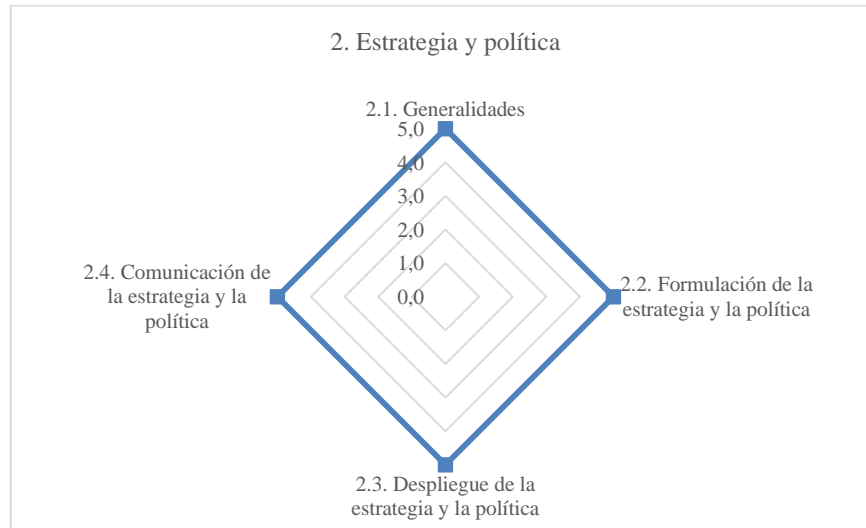 2. Estrategia y política
2.1. Generalidades
5,0
4,0
3,0
2,0
1,0
0,0
2.2. Formulación de la
estrategia y la política
2.3. Despliegue de la
estrategia y la política
2.4. Comunicación de
la estrategia y la
política